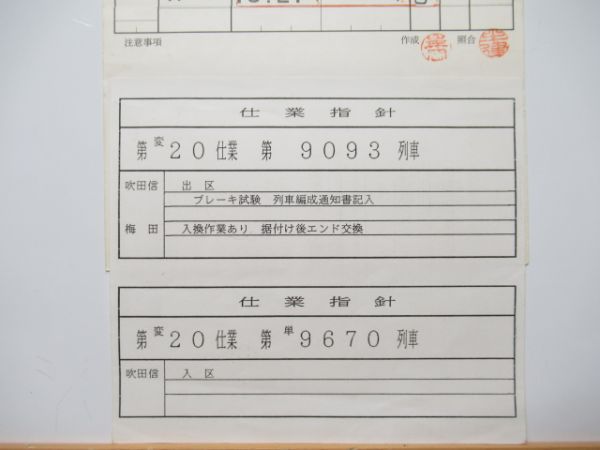 注意事項 作成 照合
仕業指針
第変20仕業 第 9093 列車
吹田信 出区
ブレーキ試験 列車編成通知書記入
梅田 入換作業あり 据付け後エンド交換
仕業指針
第変20仕業 第単9670列車
吹田信 入区